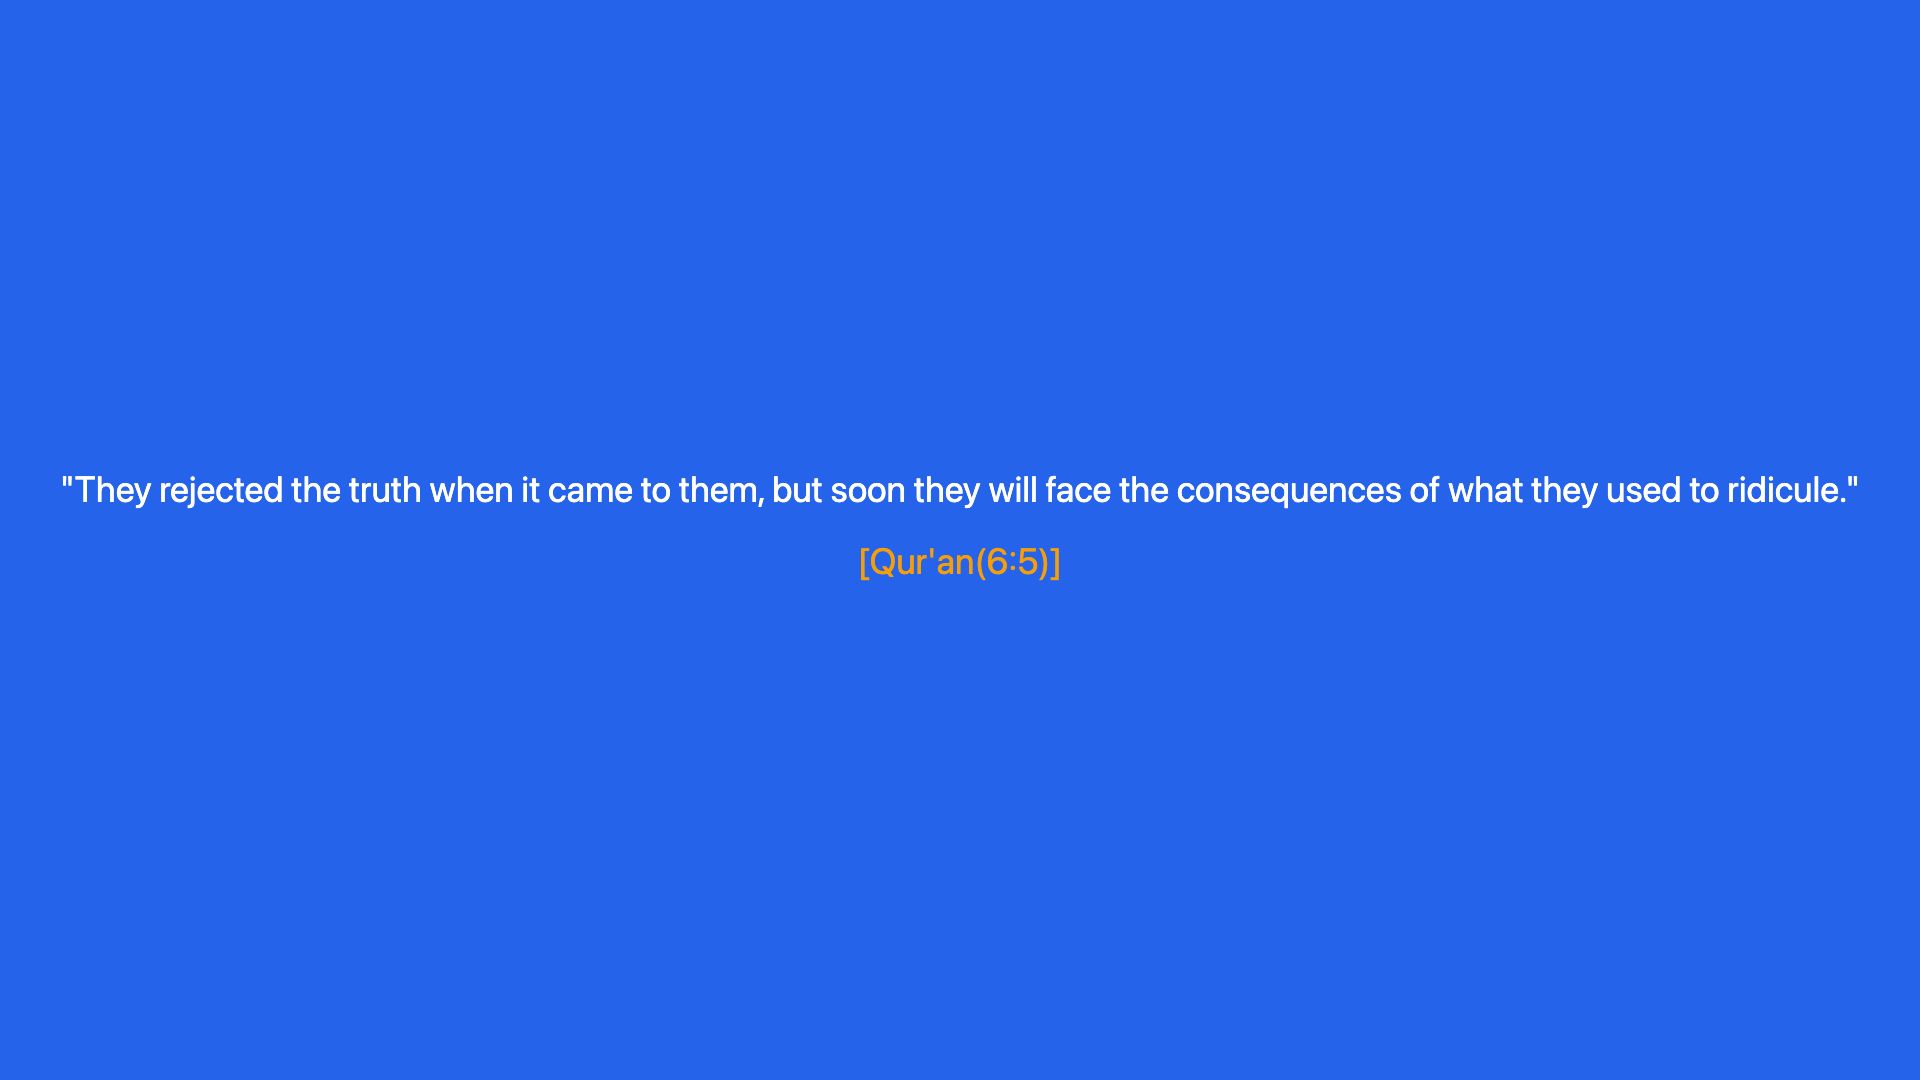 "They rejected the truth when it came to them, but soon they will face the consequences of what they used to ridicule."
[Qur'an(6:5)]